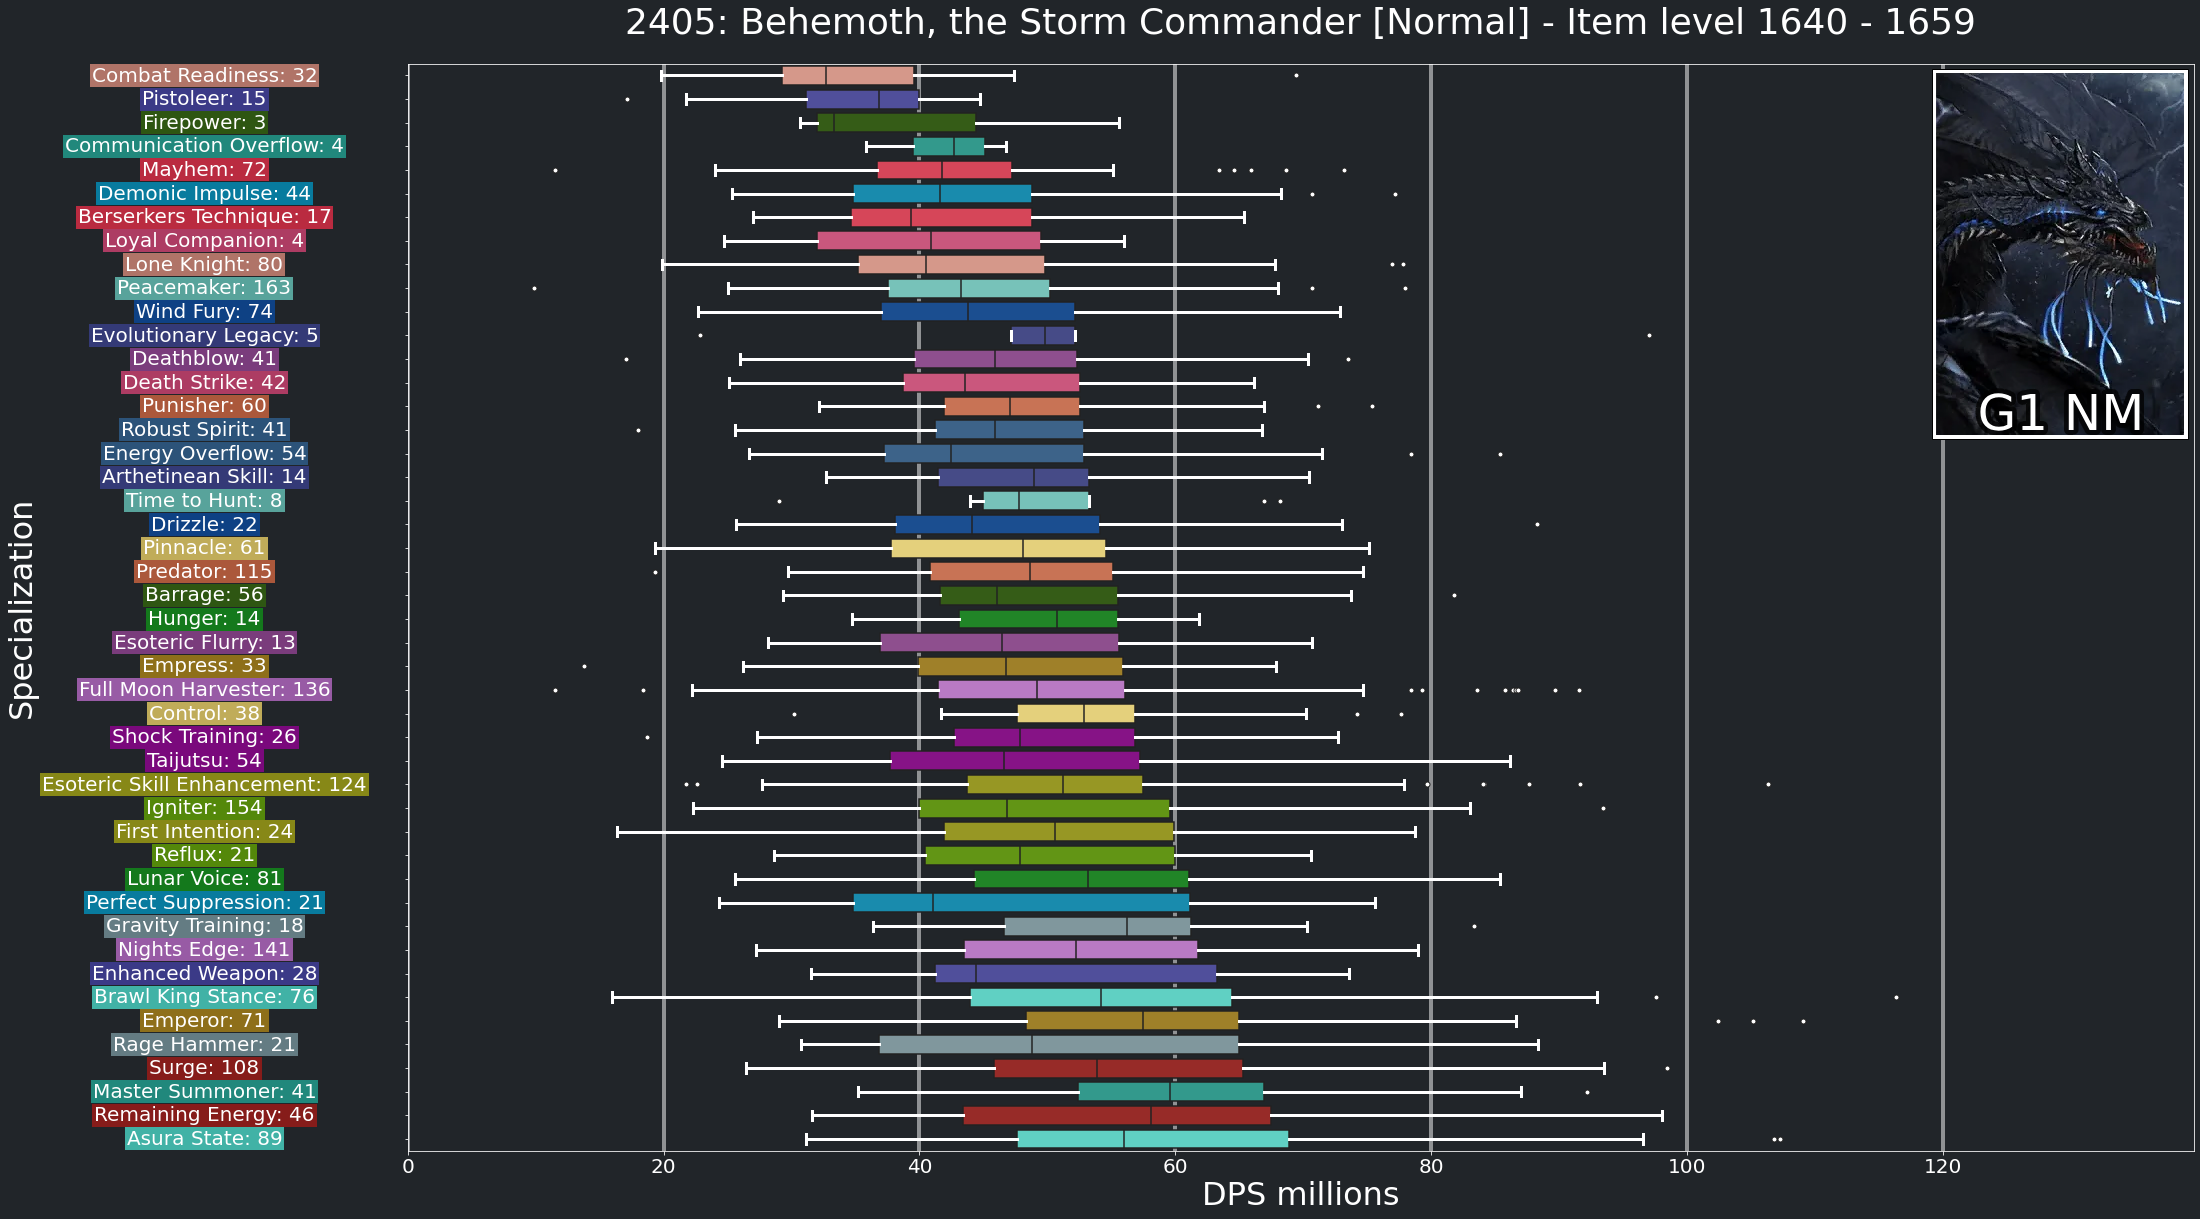 2405: Behemoth, the Storm Commander [Normal] - Item level 1640 - 1659
Combat Readiness: 32
Pistoleer: 15
Firepower: 3
Communication Overflow: 4
Mayhem: 72
Demonic Impulse: 44
Berserkers Technique: 17
Loyal Companion: 4
Lone Knight: 80
Peacemaker: 163
Wind Fury: 74
Evolutionary Legacy: 5
Deathblow: 41
Death Strike: 42
Punisher: 60
Robust Spirit: 41
Energy Overflow: 54
Arthetinean Skill: 14
Time to Hunt: 8
Drizzle: 22
Pinnacle: 61
Predator: 115
Barrage: 56
Hunger: 14
Esoteric Flurry: 13
Empress: 33
Full Moon Harvester: 136
Control: 38
Shock Training: 26
Taijutsu: 54
Esoteric Skill Enhancement: 124
Igniter: 154
First Intention: 24
Reflux: 21
Lunar Voice: 81
Perfect Suppression: 21
Gravity Training: 18
Nights Edge: 141
Enhanced Weapon: 28
Brawl King Stance: 76
Emperor: 71
Rage Hammer: 21
Surge: 108
Master Summoner: 41
Remaining Energy: 46
Asura State: 89
Specialization
G1 NM
0 20 40 60 80 100 120
DPS millions